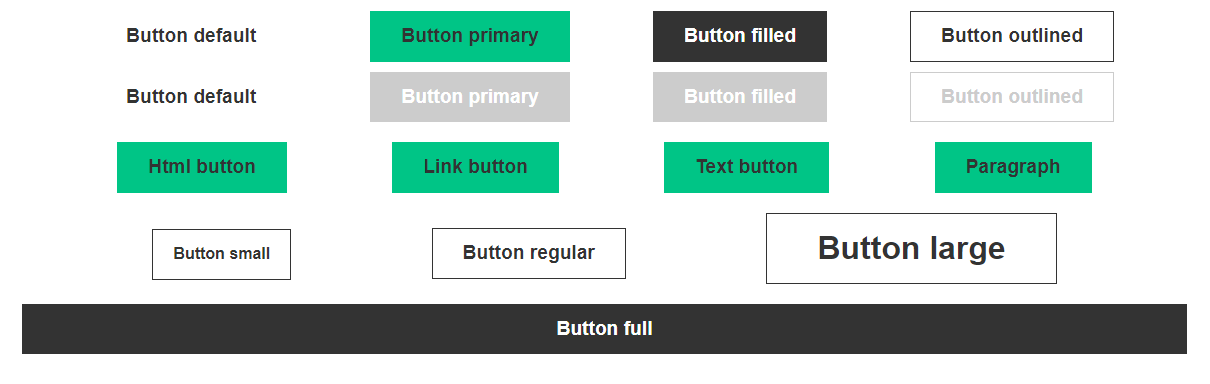 Button default Button primary Button filled Button outlined
Button default Button primary Button filled Button outlined
Html button Link button Text button Paragraph
Button small Button regular Button large
Button full